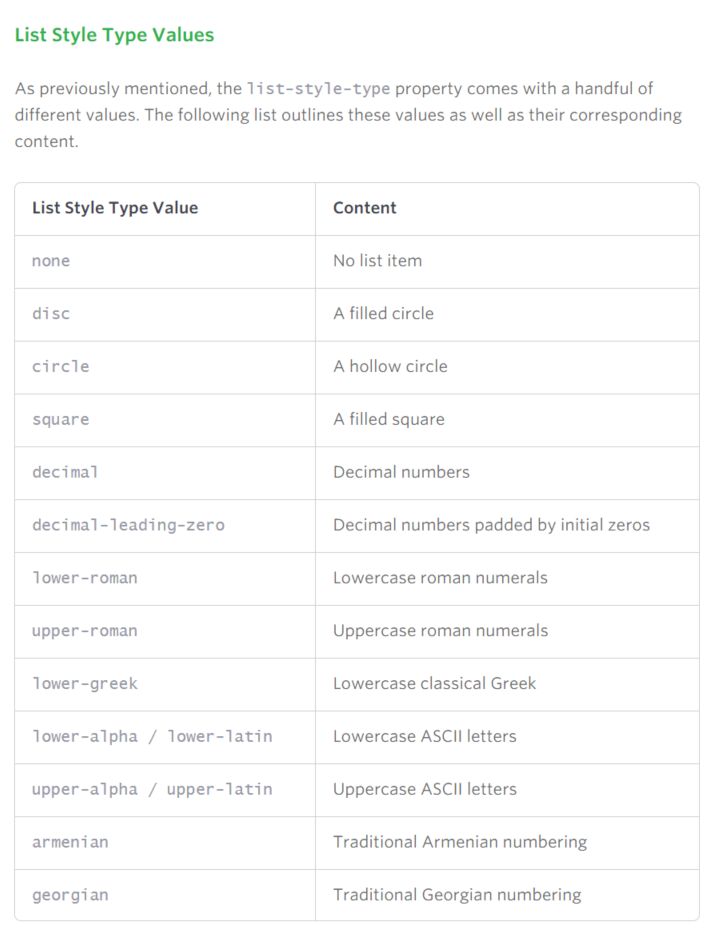 List Style Type Values
As previously mentioned, the list-style-type property comes with a handful of
different values. The following list outlines these values as well as their corresponding
content.
List Style Type Value Content
none No list item
disc A filled circle
circle A hollow circle
square A filled square
decimal Decimal numbers
decimal-leading-zero Decimal numbers padded by initial zeros
lower-roman Lowercase roman numerals
upper-roman Uppercase roman numerals
lower-greek Lowercase classical Greek
lower-alpha / lower-latin Lowercase ASCII letters
upper-alpha / upper-latin Uppercase ASCII letters
armenian Traditional Armenian numbering
georgian Traditional Georgian numbering